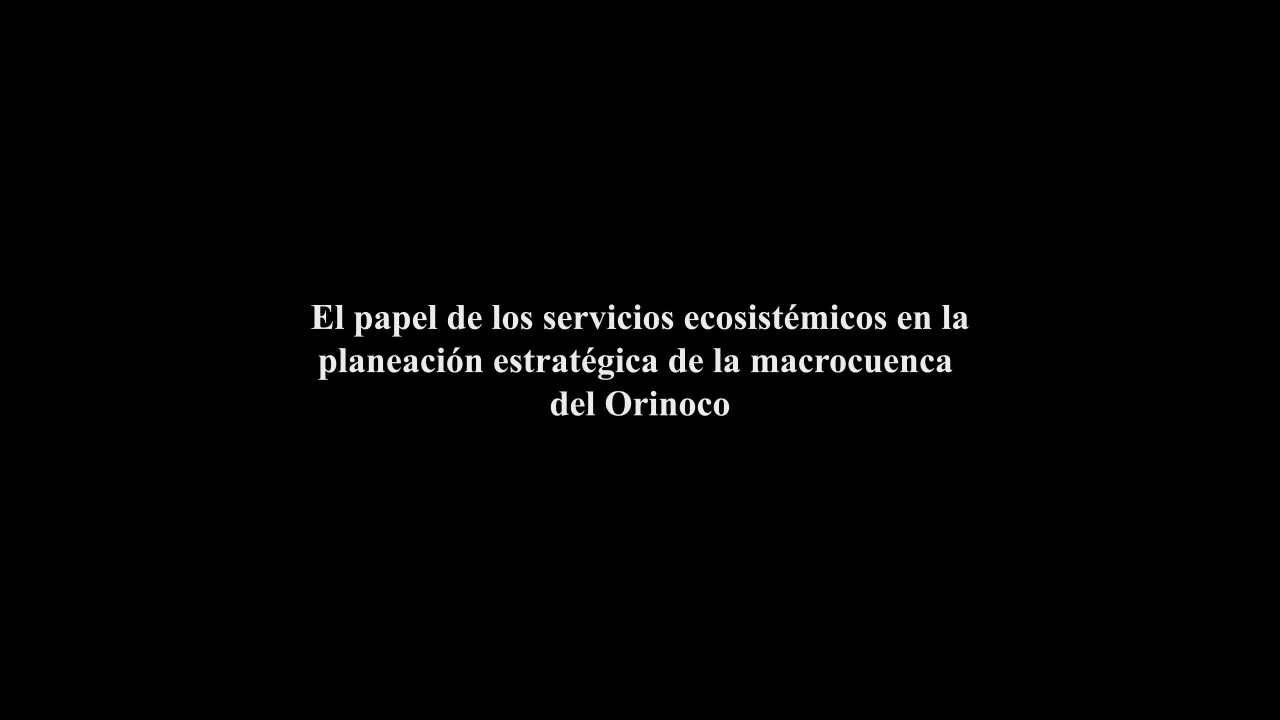 El papel de los servicios ecosistémicos en la
planeación estratégica de la macrocuenca
del Orinoco